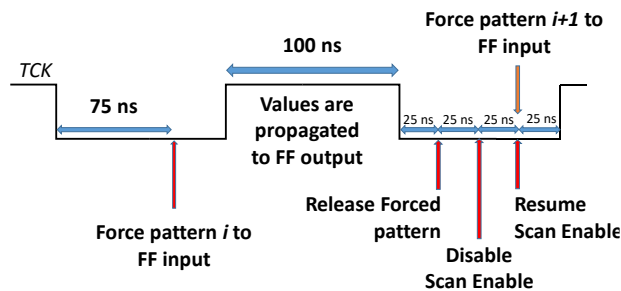 Force pattern i+1 to
FF input
100 ns
TCK
75 ns
Values are
propagated
to FF output
25 ns 25 ns 25 ns 25 ns
Release Forced
pattern
Resume
Scan Enable
Force pattern i to
FF input
Disable
Scan Enable